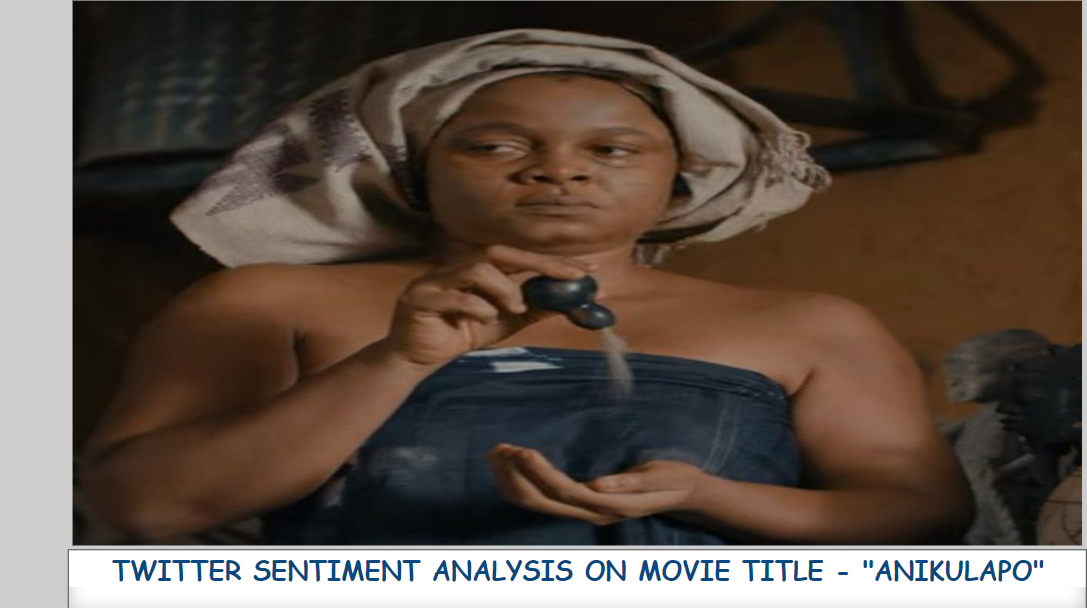 TWITTER SENTIMENT ANALYSIS ON MOVIE TITLE - "ANIKULAPO"